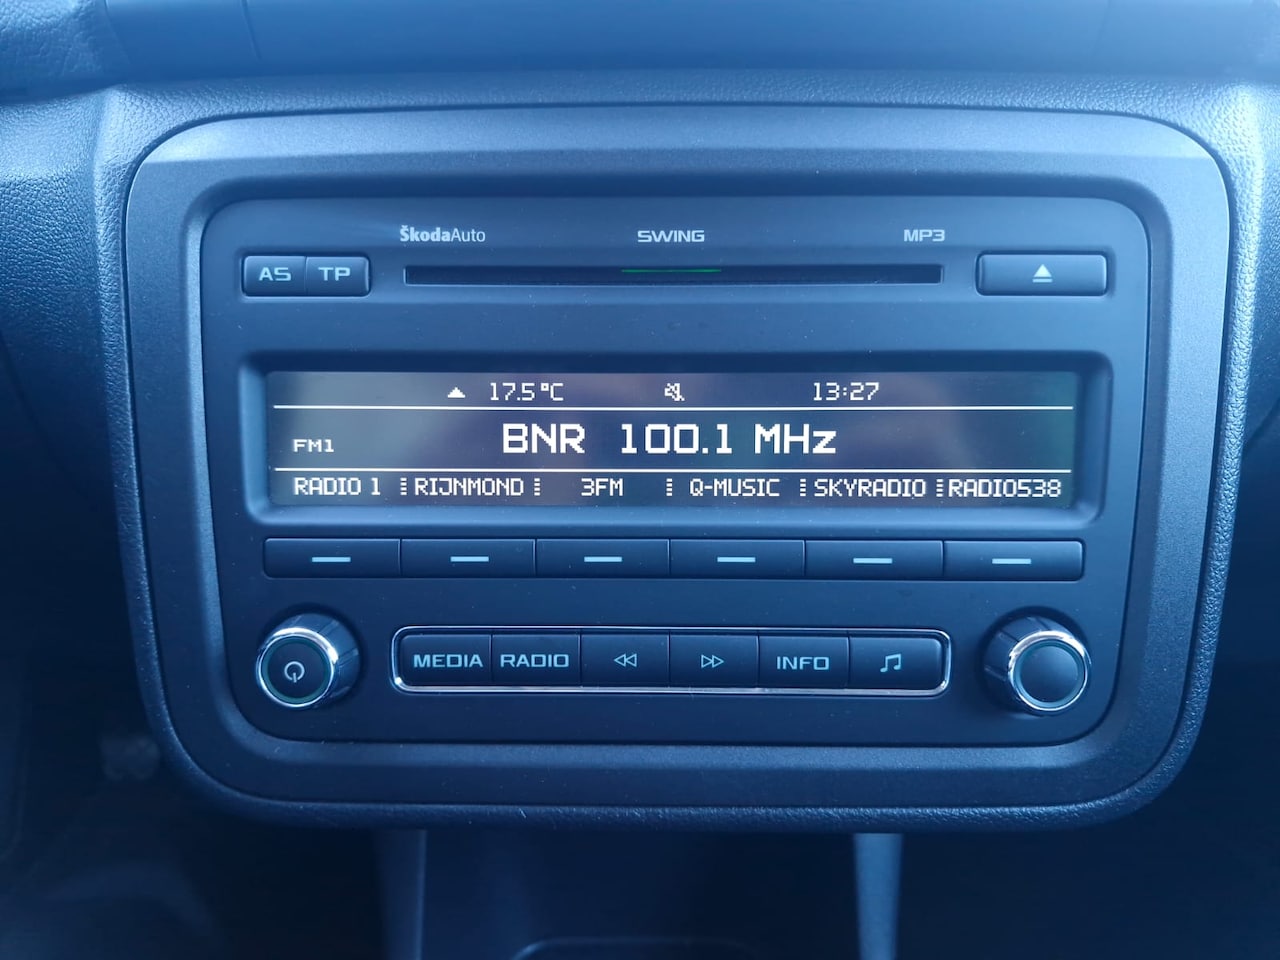 ŠkodaAuto SWING MP3
AS TP
17.5°C 13:27
FM1 BNR 100.1 MHz
RADIO 1 RIJNMOND 3FM Q-MUSIC SKYRADIO RADIO538
MEDIA RADIO INFO